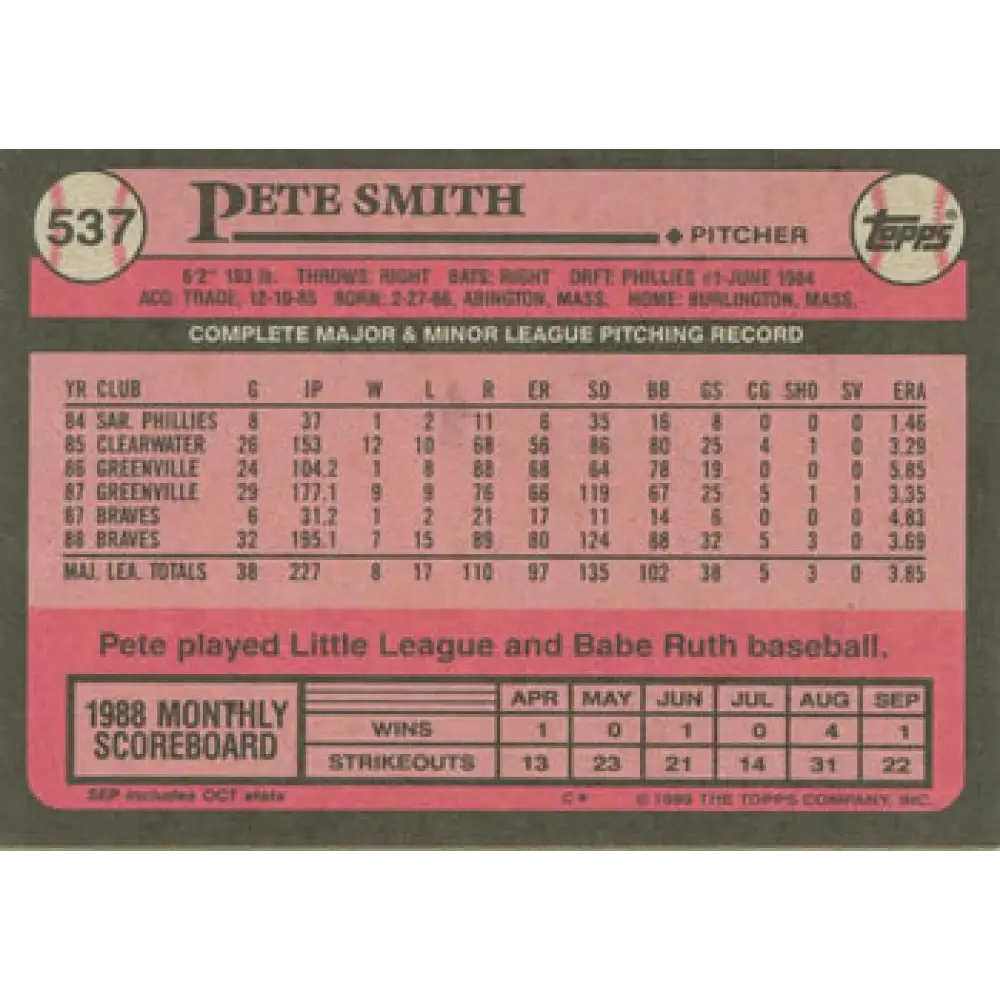 537 PETE SMITH
◆ PITCHER topps®
6'2" 183 lb. THROWS: RIGHT BATS: RIGHT DRFT: PHILLIES #1-JUNE 1984
ACQ: TRADE, 12-10-85 BORN: 2-27-66, ABINGTON, MASS. HOME: BURLINGTON, MASS.
COMPLETE MAJOR & MINOR LEAGUE PITCHING RECORD
YR CLUB G IP W L R ER SO BB GS CG SHO SV ERA
84 SAR. PHILLIES 8 37 1 2 11 6 35 16 8 0 0 0 1.46
85 CLEARWATER 26 153 12 10 68 56 86 80 25 4 1 0 3.29
86 GREENVILLE 24 104.2 1 8 88 68 64 78 19 0 0 0 5.85
87 GREENVILLE 29 177.1 9 9 76 66 119 67 25 5 1 1 3.35
87 BRAVES 6 31.2 1 2 21 17 11 14 6 0 0 0 4.83
88 BRAVES 32 195.1 7 15 89 80 124 88 32 5 3 0 3.69
MAJ. LEA. TOTALS 38 227 8 17 110 97 135 102 38 5 3 0 3.85
Pete played Little League and Babe Ruth baseball.
1988 MONTHLY SCOREBOARD
APR MAY JUN JUL AUG SEP
WINS 1 0 1 0 4 1
STRIKEOUTS 13 23 21 14 31 22
SEP includes OCT stats C* © 1989 THE TOPPS COMPANY, INC.